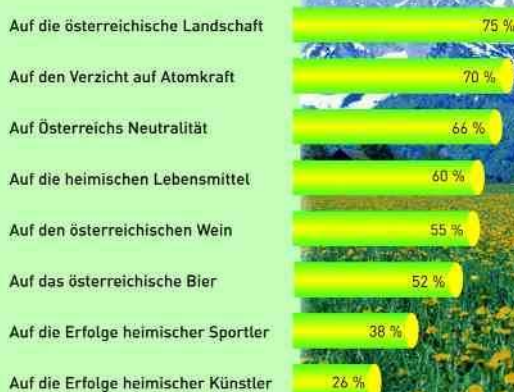 Auf die österreichische Landschaft 75 %
Auf den Verzicht auf Atomkraft 70 %
Auf Österreichs Neutralität 66 %
Auf die heimischen Lebensmittel 60 %
Auf den österreichischen Wein 55 %
Auf das österreichische Bier 52 %
Auf die Erfolge heimischer Sportler 38 %
Auf die Erfolge heimischer Künstler 26 %